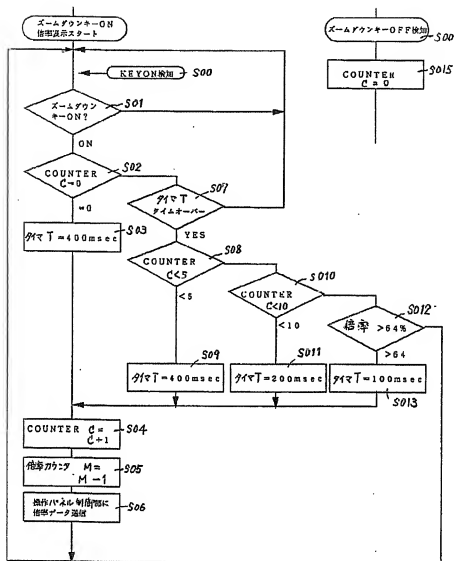 ズームダウンキーON
倍率表示スタート
KEYON検知
S00
ズームダウン
キーON?
S01
ON
COUNTER
C=0
S02
=0
タイマT=400msec
S03
タイマT
タイムオーバー
S07
YES
COUNTER
C<5
S08
<5
COUNTER
C<10
S010
<10
倍率 >64%
S012
>64
S09
S011
タイマT=400msec
タイマT=200msec
タイマT=100msec
S013
COUNTER C=
C+1
S04
倍率カウンタ M=
M-1
S05
操作パネル制御部に
倍率データ送信
S06
ズームダウンキーOFF検知
S00
COUNTER
C=0
S015